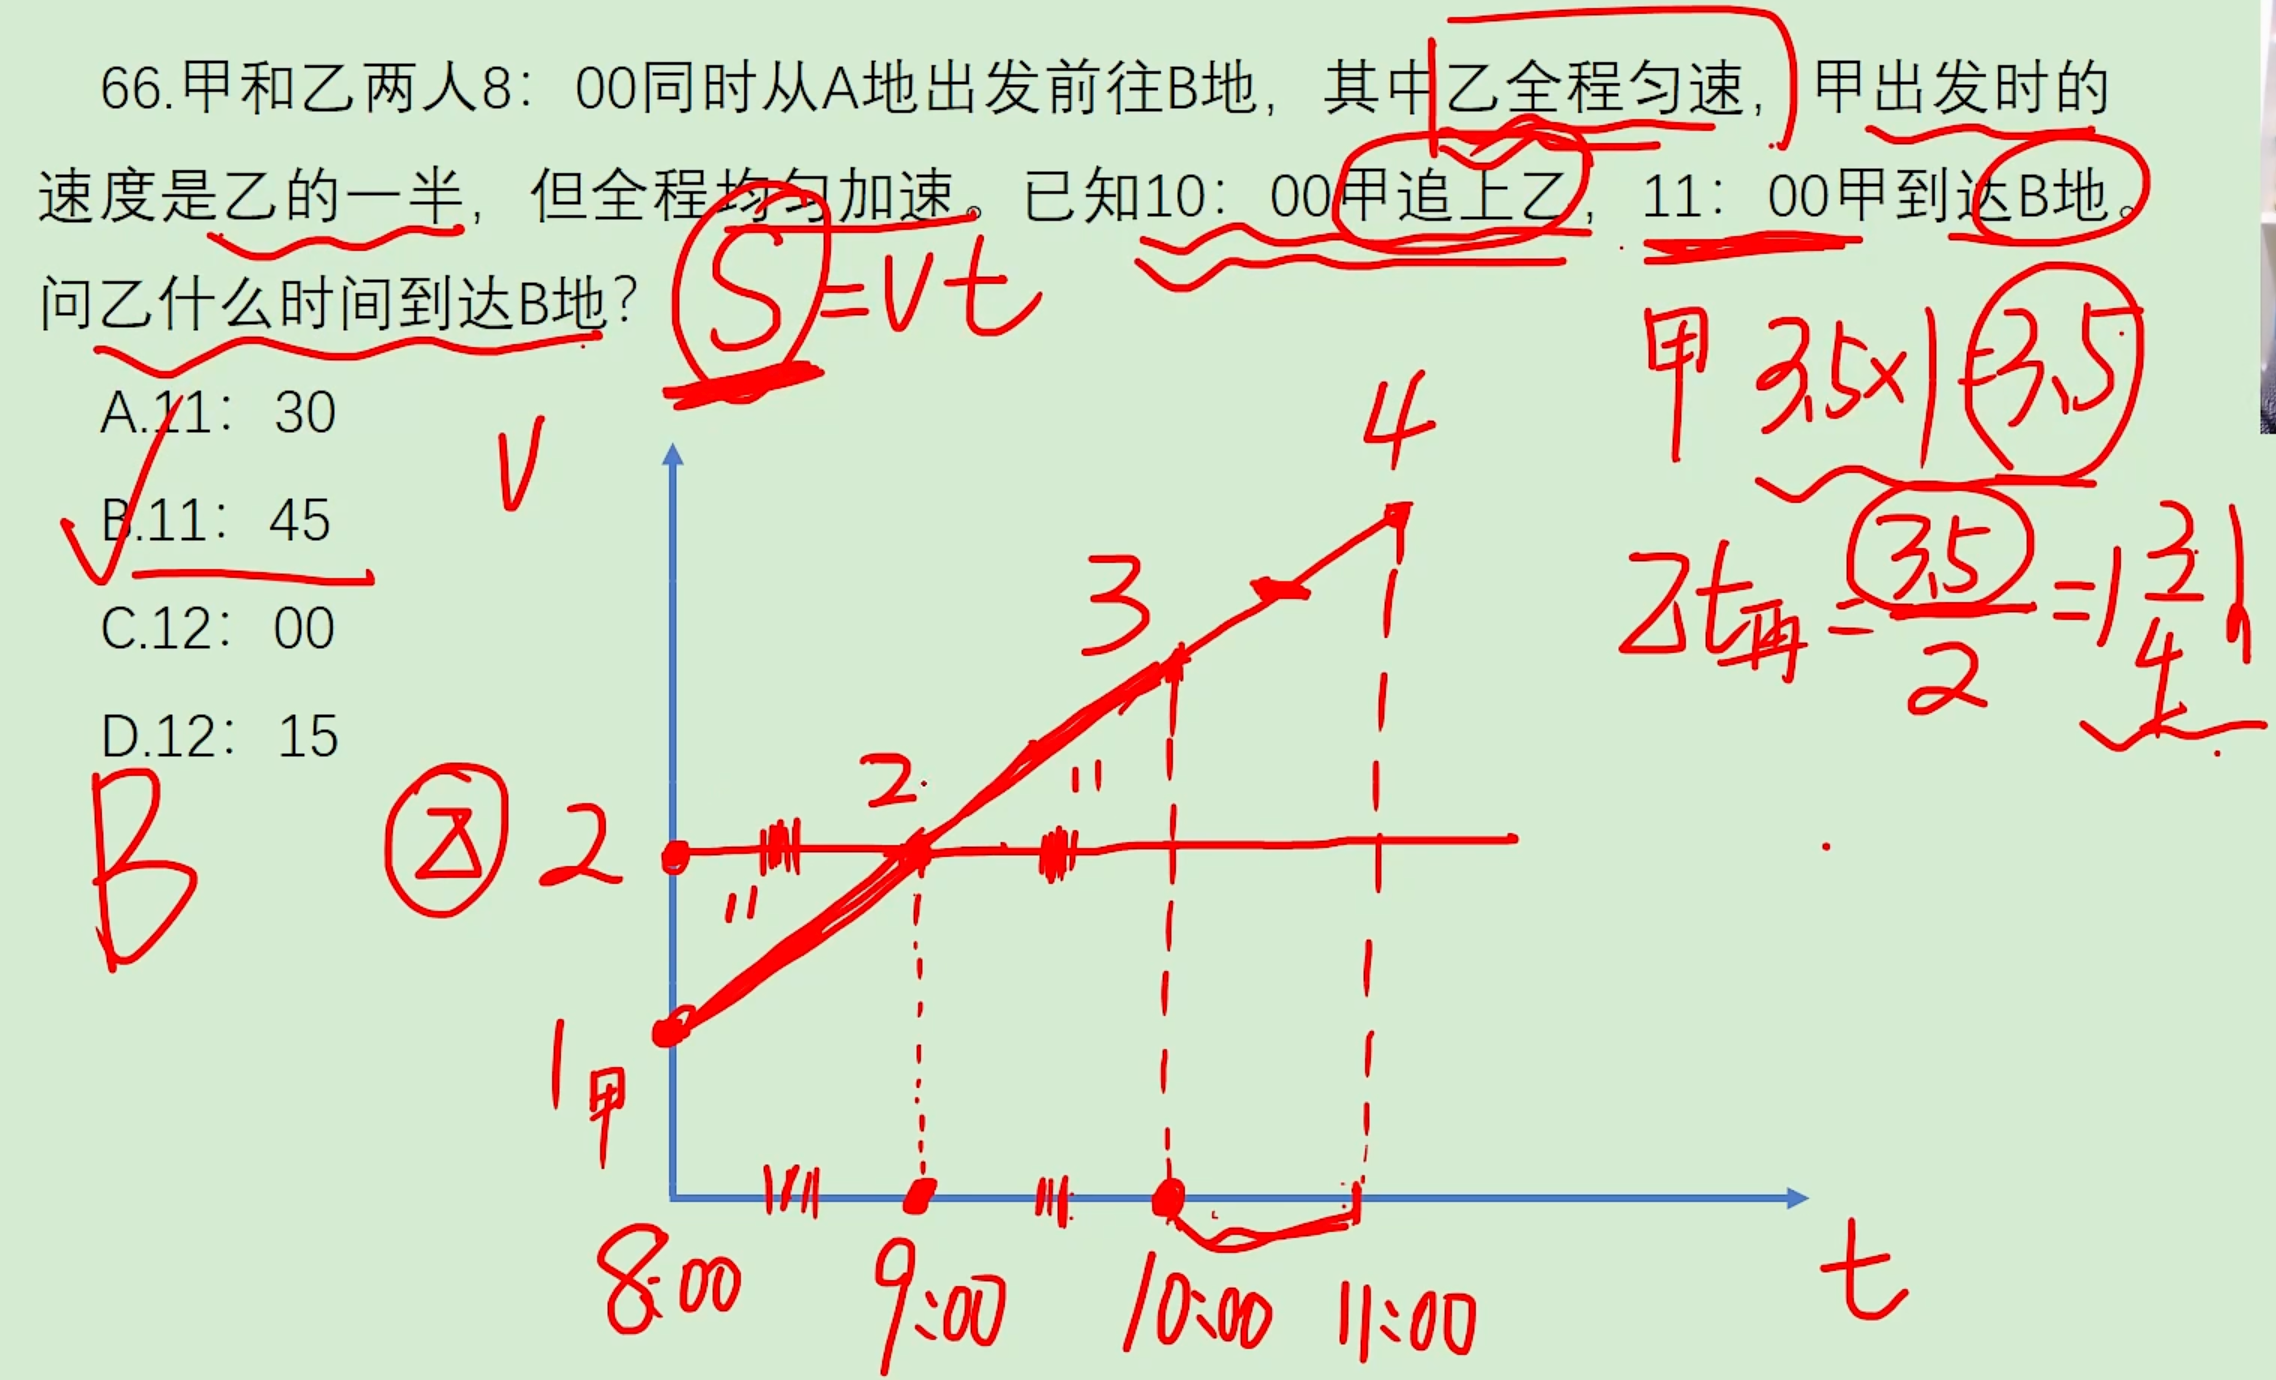 66.甲和乙两人8：00同时从A地出发前往B地，其中乙全程匀速，甲出发时的
速度是乙的一半，但全程均匀加速。已知10：00甲追上乙，11：00甲到达B地。
问乙什么时间到达B地？
S=vt
A.11：30
B.11：45
C.12：00
D.12：15
甲 3.5×1=3.5
乙t再=3.5/2=1 3/4 h
V
4
3
2
乙 2
1甲
B
8:00 9:00 10:00 11:00
t